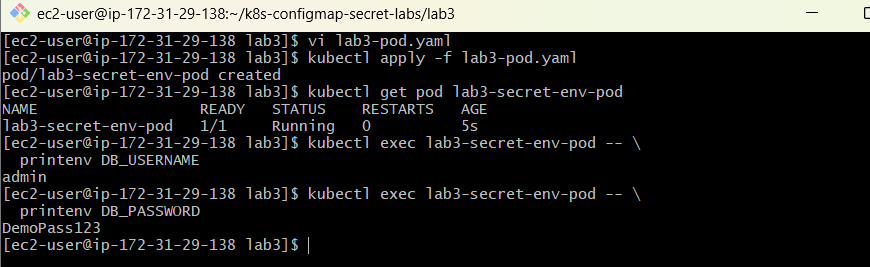 ec2-user@ip-172-31-29-138:~/k8s-configmap-secret-labs/lab3
[ec2-user@ip-172-31-29-138 lab3]$ vi lab3-pod.yaml
[ec2-user@ip-172-31-29-138 lab3]$ kubectl apply -f lab3-pod.yaml
pod/lab3-secret-env-pod created
[ec2-user@ip-172-31-29-138 lab3]$ kubectl get pod lab3-secret-env-pod
NAME                  READY   STATUS    RESTARTS   AGE
lab3-secret-env-pod   1/1     Running   0          5s
[ec2-user@ip-172-31-29-138 lab3]$ kubectl exec lab3-secret-env-pod -- \
  printenv DB_USERNAME
admin
[ec2-user@ip-172-31-29-138 lab3]$ kubectl exec lab3-secret-env-pod -- \
  printenv DB_PASSWORD
DemoPass123
[ec2-user@ip-172-31-29-138 lab3]$